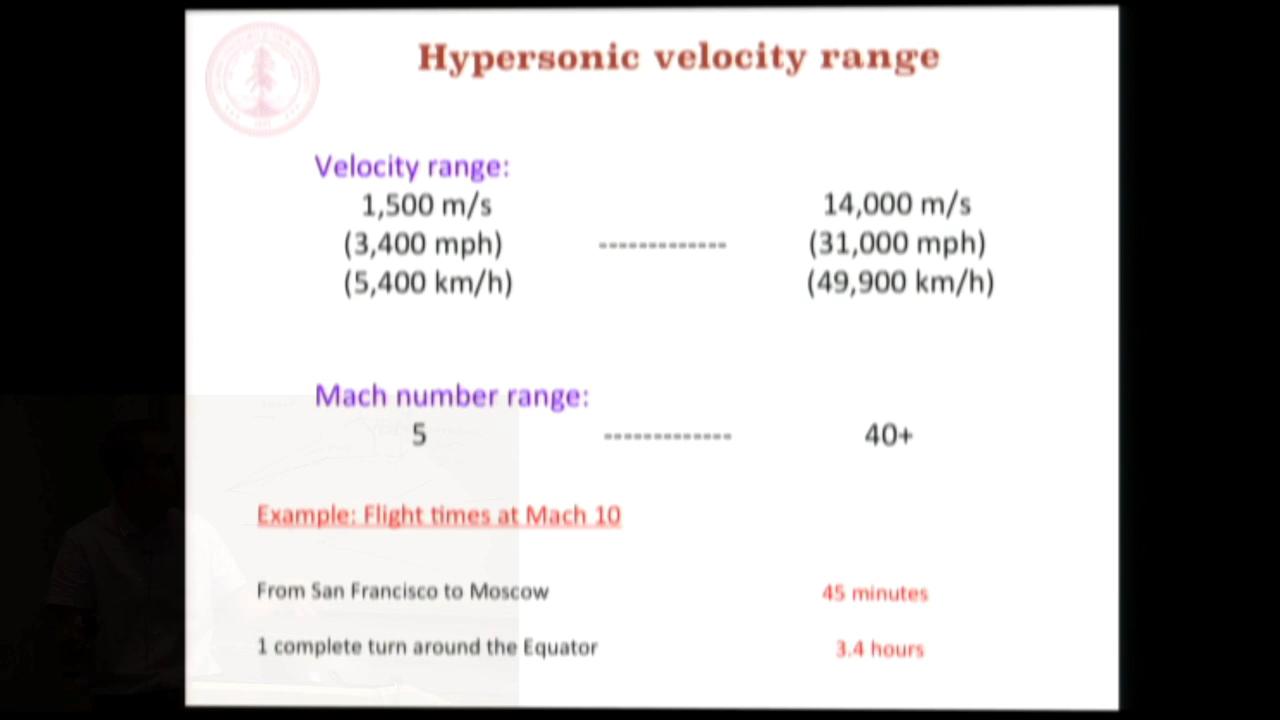 Hypersonic velocity range
Velocity range:
1,500 m/s 14,000 m/s
(3,400 mph) ------------- (31,000 mph)
(5,400 km/h) (49,900 km/h)
Mach number range:
5 ------------- 40+
Example: Flight times at Mach 10
From San Francisco to Moscow 45 minutes
1 complete turn around the Equator 3.4 hours